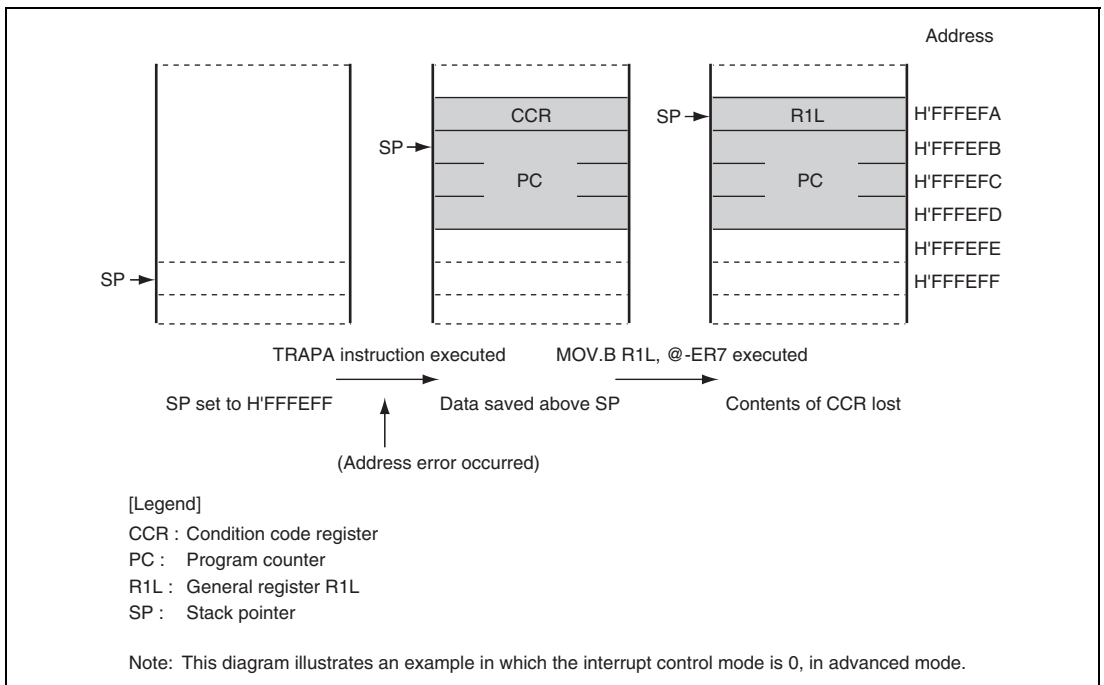 Address
CCR
SP
R1L
H'FFFEFA
SP
H'FFFEFB
PC
PC
H'FFFEFC
H'FFFEFD
H'FFFEFE
SP
H'FFFEFF
TRAPA instruction executed
MOV.B R1L, @-ER7 executed
SP set to H'FFFEFF
Data saved above SP
Contents of CCR lost
(Address error occurred)
[Legend]
CCR : Condition code register
PC : Program counter
R1L : General register R1L
SP : Stack pointer
Note: This diagram illustrates an example in which the interrupt control mode is 0, in advanced mode.